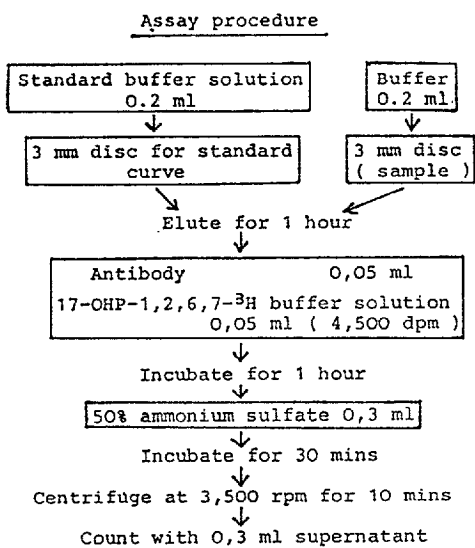 Assay procedure
Standard buffer solution
0.2 ml
Buffer
0.2 ml
3 mm disc for standard
curve
3 mm disc
( sample )
Elute for 1 hour
Antibody 0,05 ml
17-OHP-1,2,6,7-³H buffer solution
0,05 ml ( 4,500 dpm )
Incubate for 1 hour
50% ammonium sulfate 0,3 ml
Incubate for 30 mins
Centrifuge at 3,500 rpm for 10 mins
Count with 0,3 ml supernatant